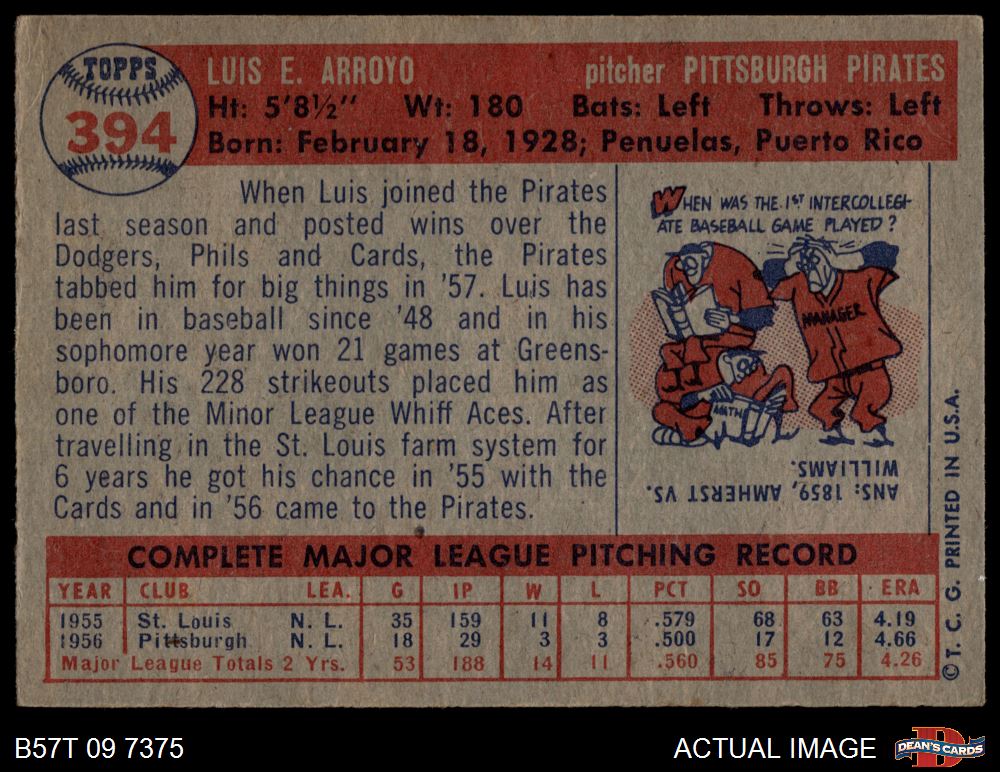 TOPPS
394
LUIS E. ARROYO pitcher PITTSBURGH PIRATES
Ht: 5'8½" Wt: 180 Bats: Left Throws: Left
Born: February 18, 1928; Penuelas, Puerto Rico
When Luis joined the Pirates
last season and posted wins over the
Dodgers, Phils and Cards, the Pirates
tabbed him for big things in '57. Luis has
been in baseball since '48 and in his
sophomore year won 21 games at Greens-
boro. His 228 strikeouts placed him as
one of the Minor League Whiff Aces. After
travelling in the St. Louis farm system for
6 years he got his chance in '55 with the
Cards and in '56 came to the Pirates.
WHEN WAS THE 1ST INTERCOLLEGI-
ATE BASEBALL GAME PLAYED?
MANAGER
MATH
ANS: 1859, AMHERST VS.
WILLIAMS.
COMPLETE MAJOR LEAGUE PITCHING RECORD
YEAR CLUB LEA. G IP W L PCT SO BB ERA
1955 St. Louis N. L. 35 159 11 8 .579 68 63 4.19
1956 Pittsburgh N. L. 18 29 3 3 .500 17 12 4.66
Major League Totals 2 Yrs. 53 188 14 11 .560 85 75 4.26
© T. C. G. PRINTED IN U.S.A.
B57T 09 7375 ACTUAL IMAGE DEAN'S CARDS